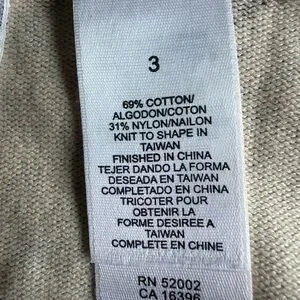 3
69% COTTON/
ALGODON/COTON
31% NYLON/NAILON
KNIT TO SHAPE IN
TAIWAN
FINISHED IN CHINA
TEJER DANDO LA FORMA
DESEADA EN TAIWAN
COMPLETADO EN CHINA
TRICOTER POUR
OBTENIR LA
FORME DESIREE A
TAIWAN
COMPLETE EN CHINE
RN 52002
CA 16396